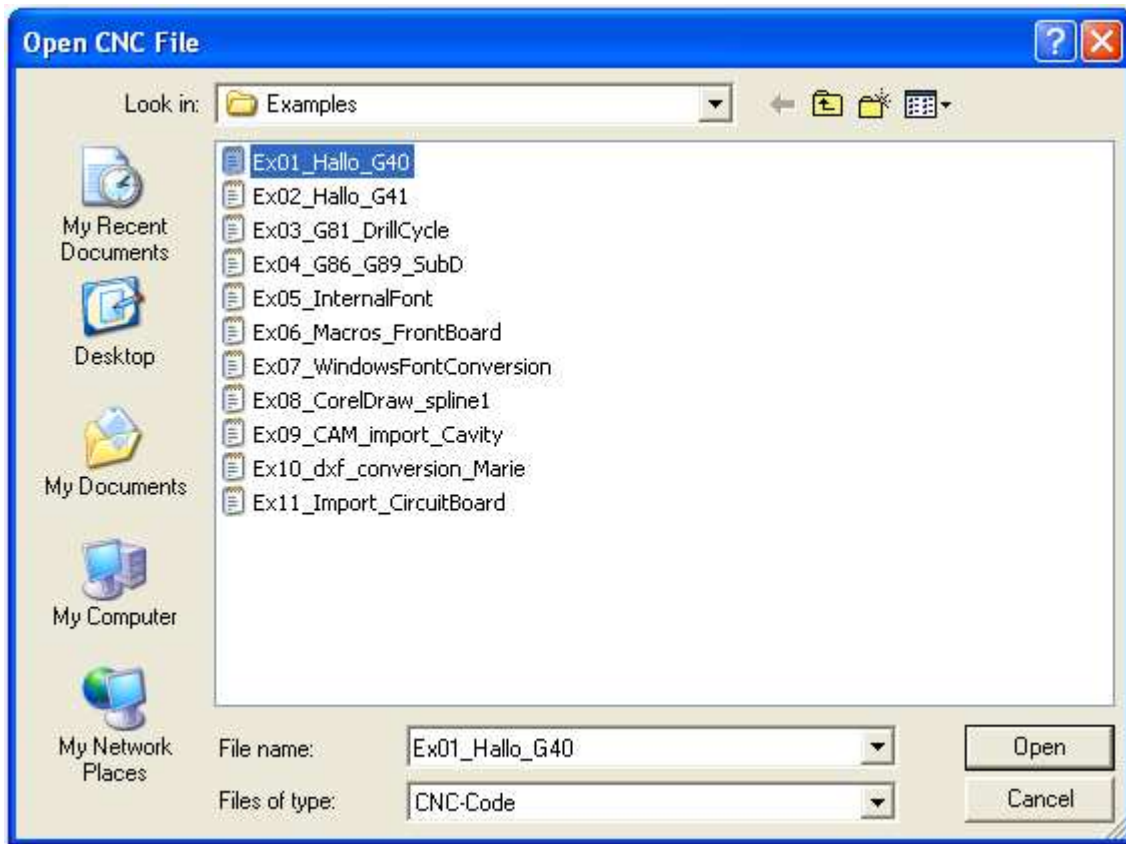 Open CNC File
Look in:
Examples
My Recent
Documents
Desktop
My Documents
My Computer
My Network
Places
Ex01_Hallo_G40
Ex02_Hallo_G41
Ex03_G81_DrillCycle
Ex04_G86_G89_SubD
Ex05_InternalFont
Ex06_Macros_FrontBoard
Ex07_WindowsFontConversion
Ex08_CorelDraw_spline1
Ex09_CAM_import_Cavity
Ex10_dxf_conversion_Marie
Ex11_Import_CircuitBoard
File name:
Ex01_Hallo_G40
Open
Files of type:
CNC-Code
Cancel